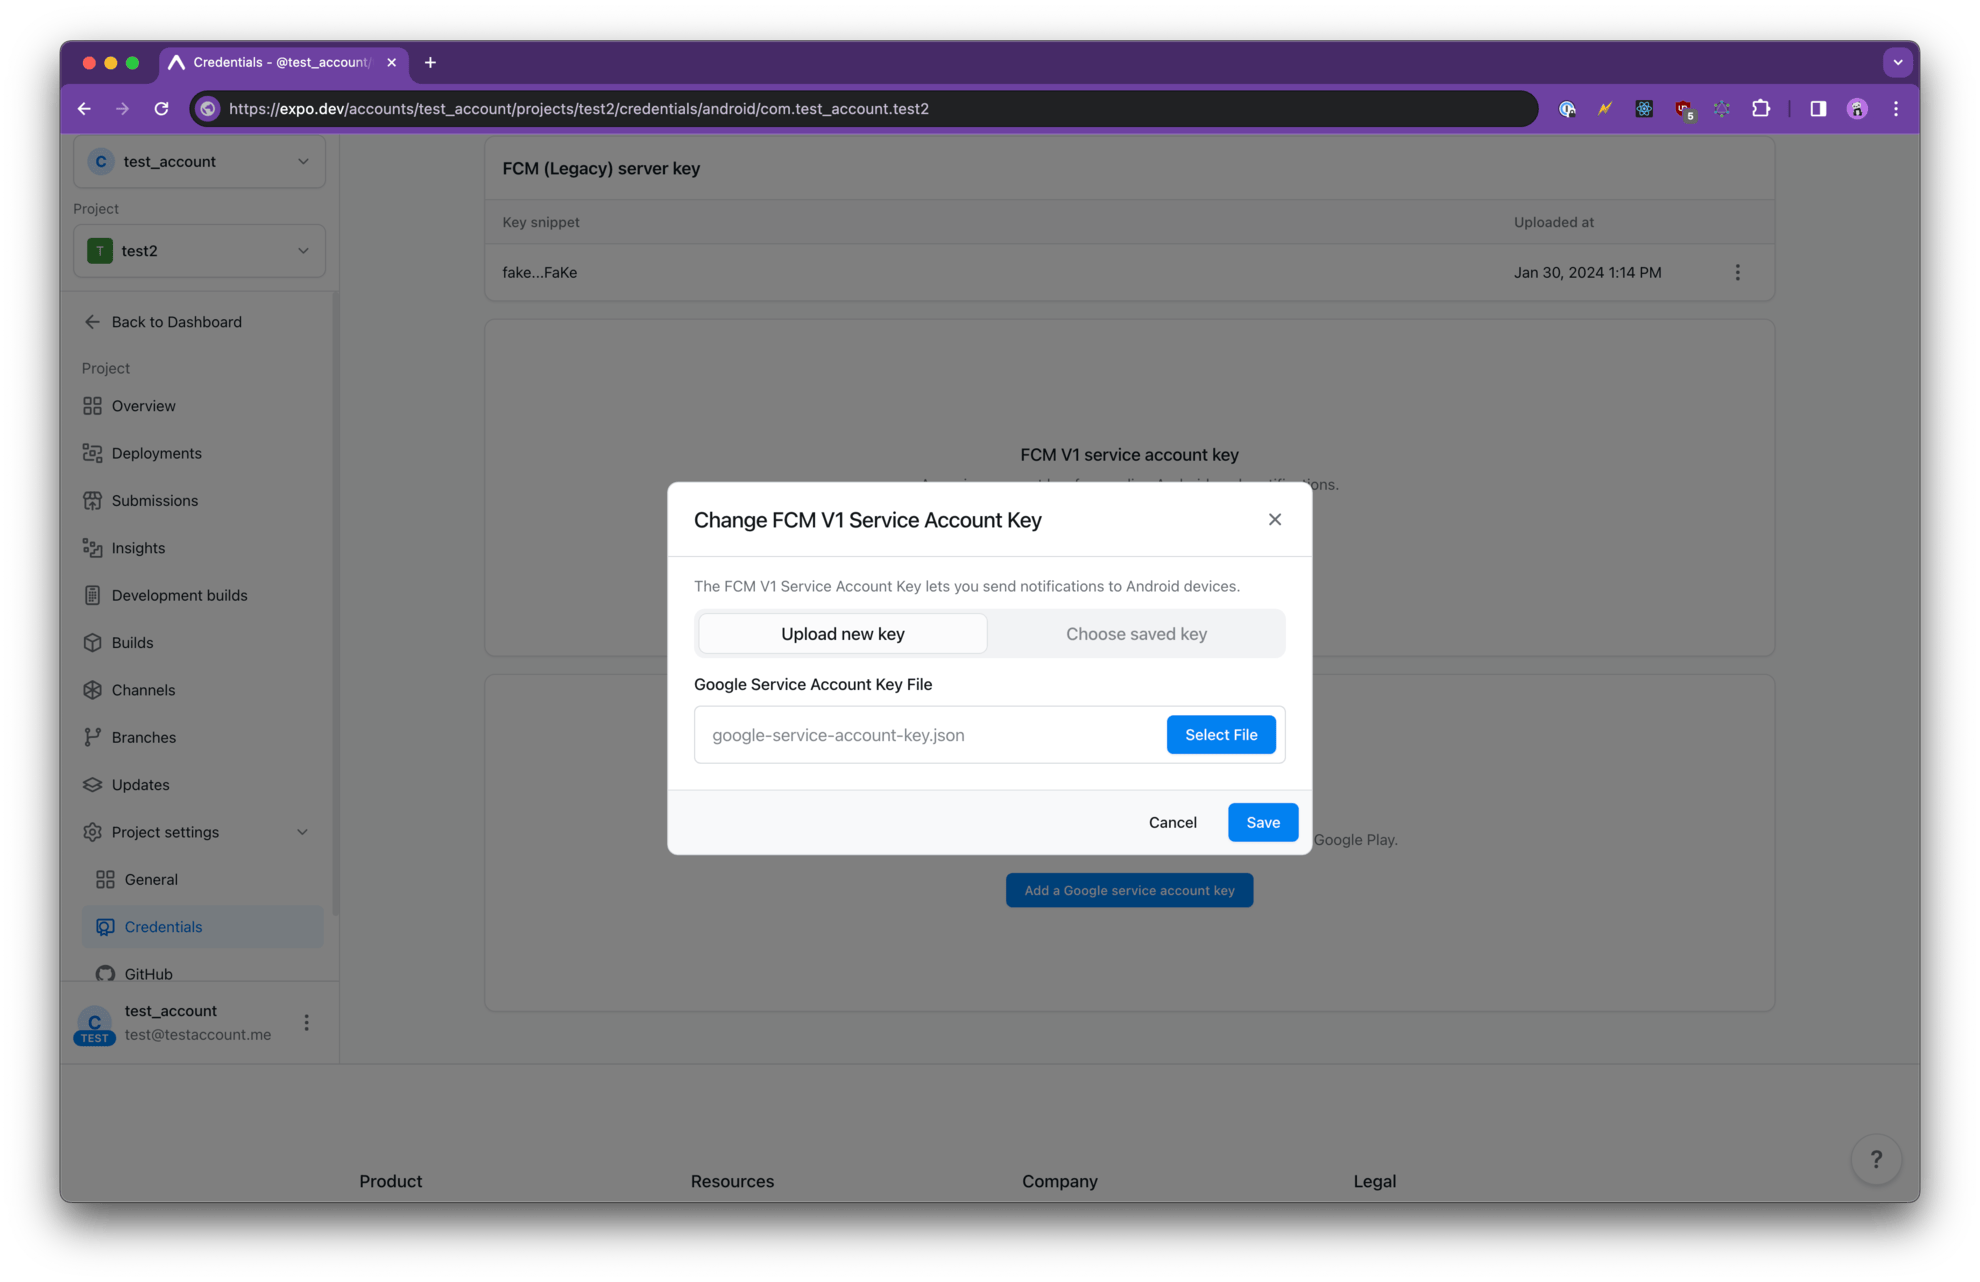 Credentials - @test_account/
https://expo.dev/accounts/test_account/projects/test2/credentials/android/com.test_account.test2
5
C test_account
Project
T test2
Back to Dashboard
Project
Overview
Deployments
Submissions
Insights
Development builds
Builds
Channels
Branches
Updates
Project settings
General
Credentials
GitHub
C
TEST
test_account
test@testaccount.me
FCM (Legacy) server key
Key snippet Uploaded at
fake...FaKe Jan 30, 2024 1:14 PM
FCM V1 service account key
Change FCM V1 Service Account Key
The FCM V1 Service Account Key lets you send notifications to Android devices.
Upload new key Choose saved key
Google Service Account Key File
google-service-account-key.json Select File
Cancel Save
Google Play.
Add a Google service account key
?
Product Resources Company Legal